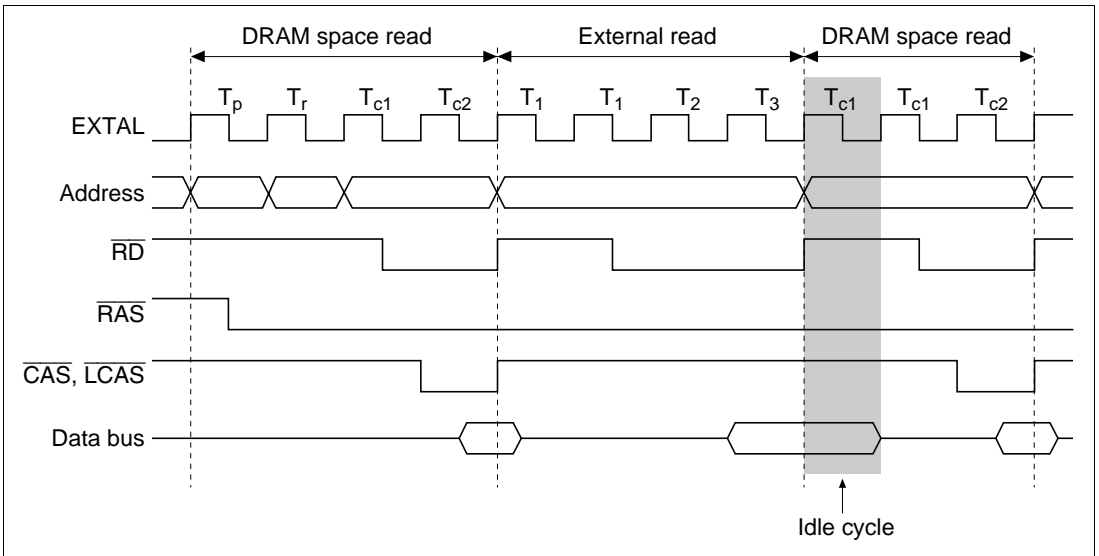 DRAM space read External read DRAM space read
Tp Tr Tc1 Tc2 T1 T1 T2 T3 Tc1 Tc1 Tc2
EXTAL
Address
RD
RAS
CAS, LCAS
Data bus
Idle cycle